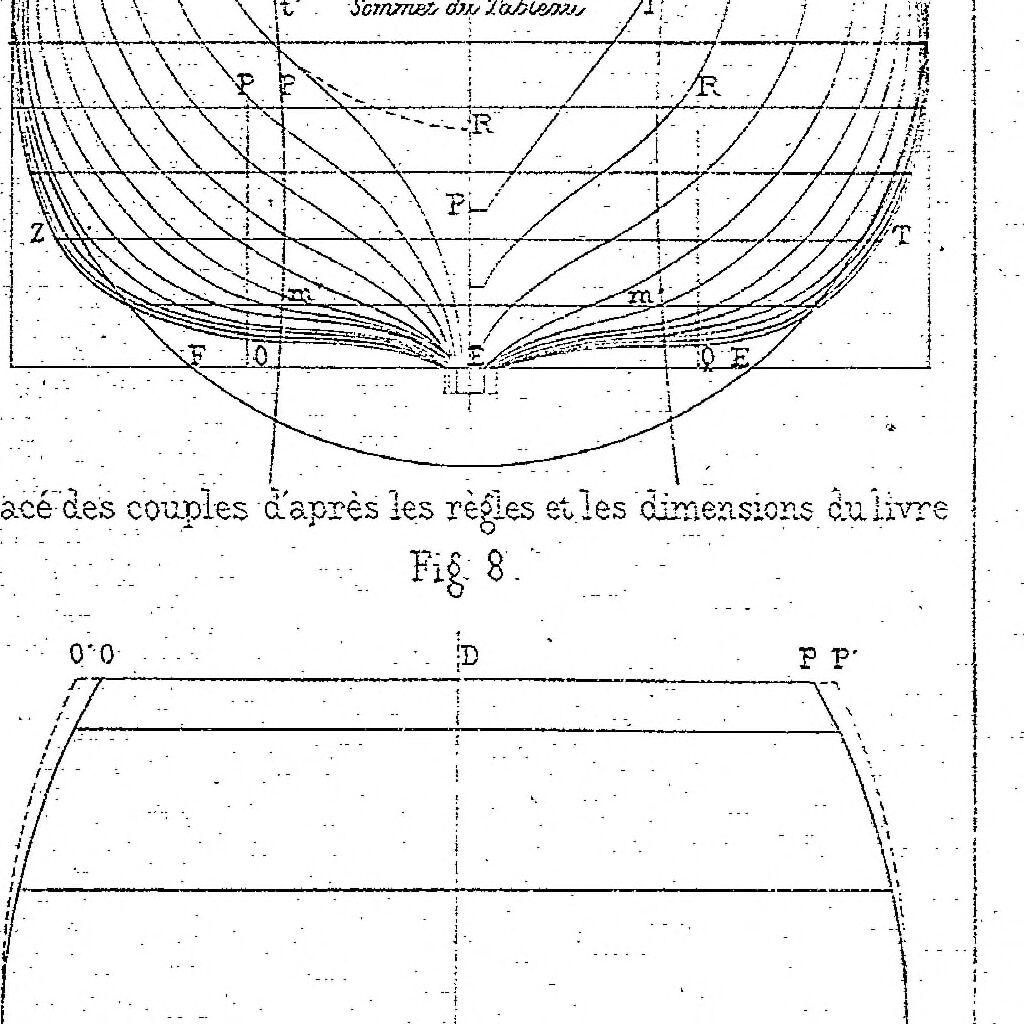 t' Sommet du Tableau
P P R
R
P
Z T
m' m'
F O E Q E
acé des couples d'après les règles et les dimensions du livre
Fig. 8.
O' O D P P'